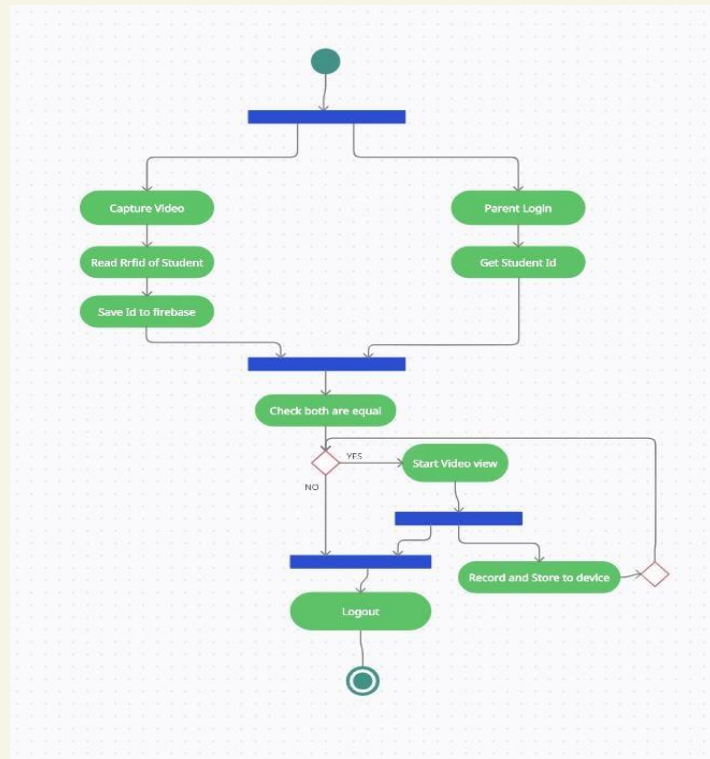 Capture Video
Parent Login
Read Rrfid of Student
Get Student Id
Save Id to firebase
Check both are equal
YES
Start Video view
NO
Record and Store to device
Logout